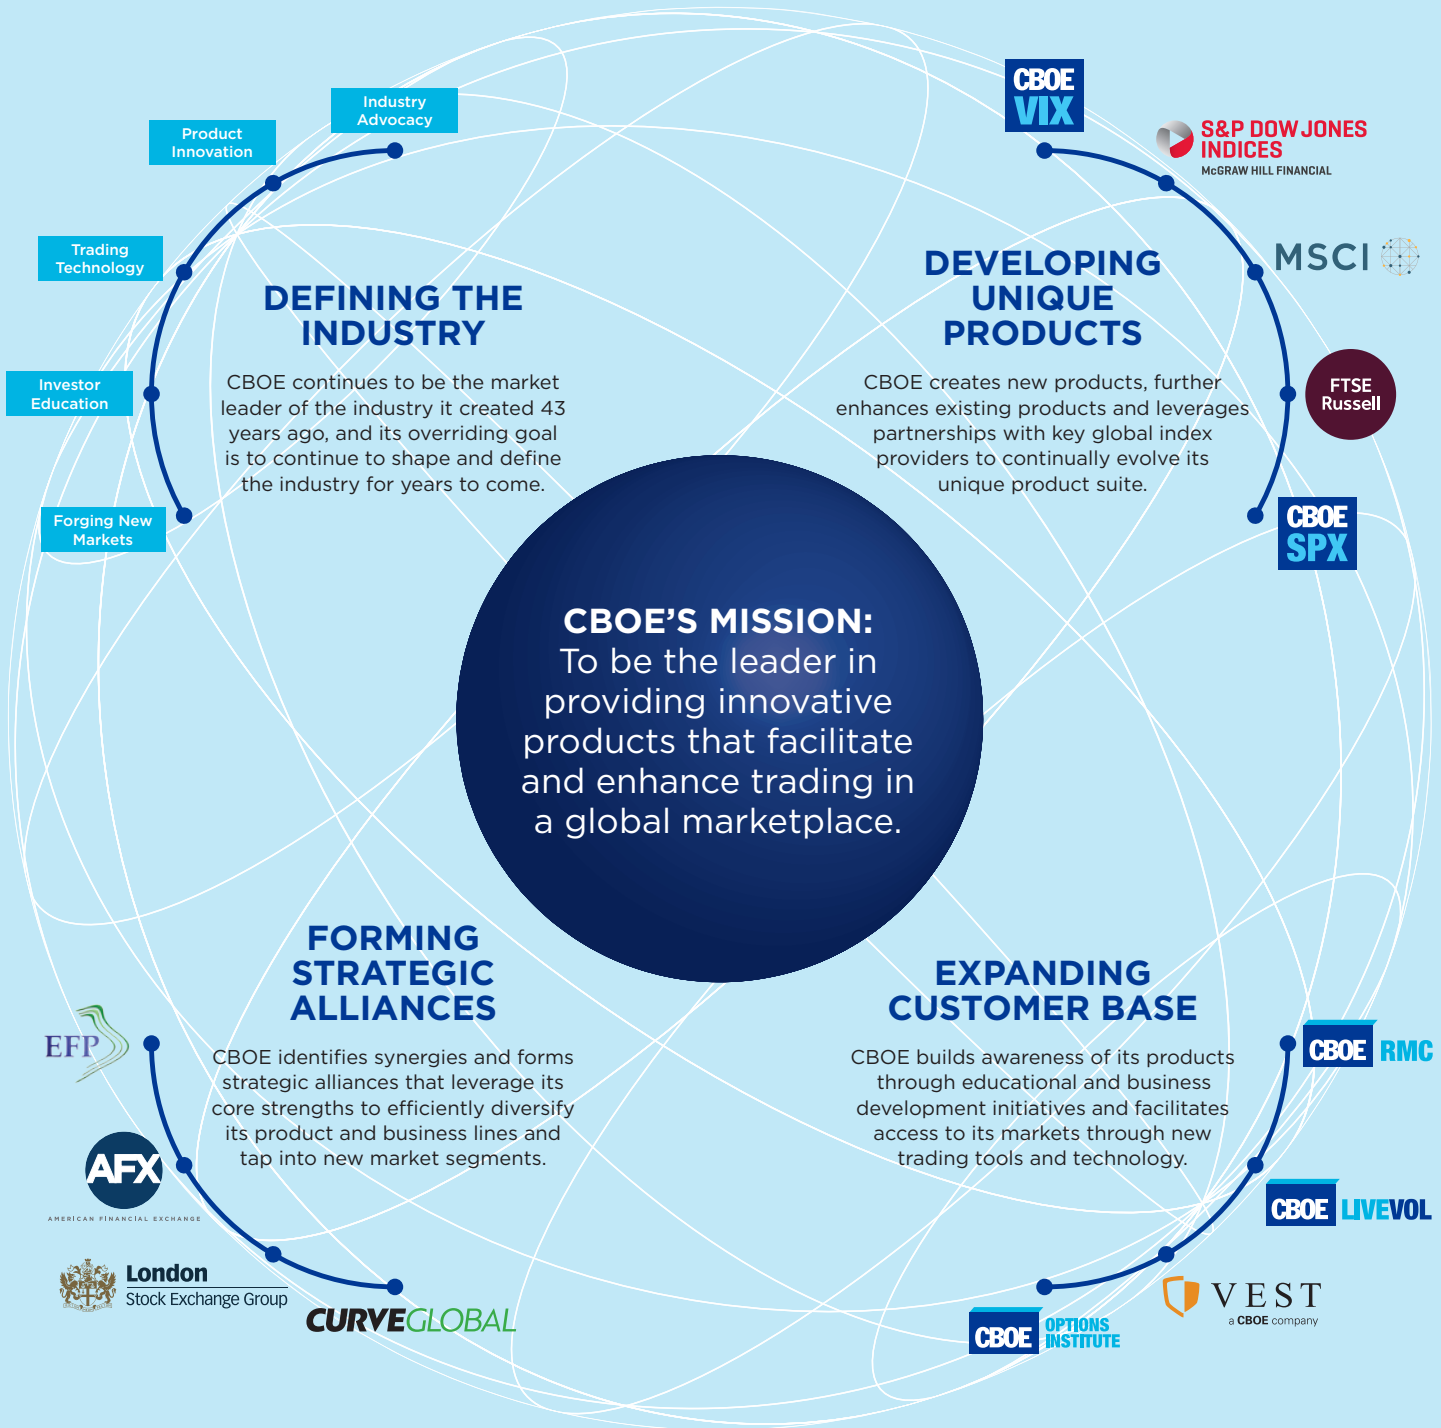 Industry
Advocacy
Product
Innovation
Trading
Technology
Investor
Education
Forging New
Markets
DEFINING THE
INDUSTRY
CBOE continues to be the market
leader of the industry it created 43
years ago, and its overriding goal
is to continue to shape and define
the industry for years to come.
CBOE
VIX
S&P DOW JONES
INDICES
McGRAW HILL FINANCIAL
MSCI
FTSE
Russell
CBOE
SPX
DEVELOPING
UNIQUE
PRODUCTS
CBOE creates new products, further
enhances existing products and leverages
partnerships with key global index
providers to continually evolve its
unique product suite.
CBOE'S MISSION:
To be the leader in
providing innovative
products that facilitate
and enhance trading in
a global marketplace.
FORMING
STRATEGIC
ALLIANCES
CBOE identifies synergies and forms
strategic alliances that leverage its
core strengths to efficiently diversify
its product and business lines and
tap into new market segments.
EFP
AFX
AMERICAN FINANCIAL EXCHANGE
London
Stock Exchange Group
CURVEGLOBAL
EXPANDING
CUSTOMER BASE
CBOE builds awareness of its products
through educational and business
development initiatives and facilitates
access to its markets through new
trading tools and technology.
CBOE RMC
CBOE LIVEVOL
VEST
a CBOE company
CBOE OPTIONS
INSTITUTE